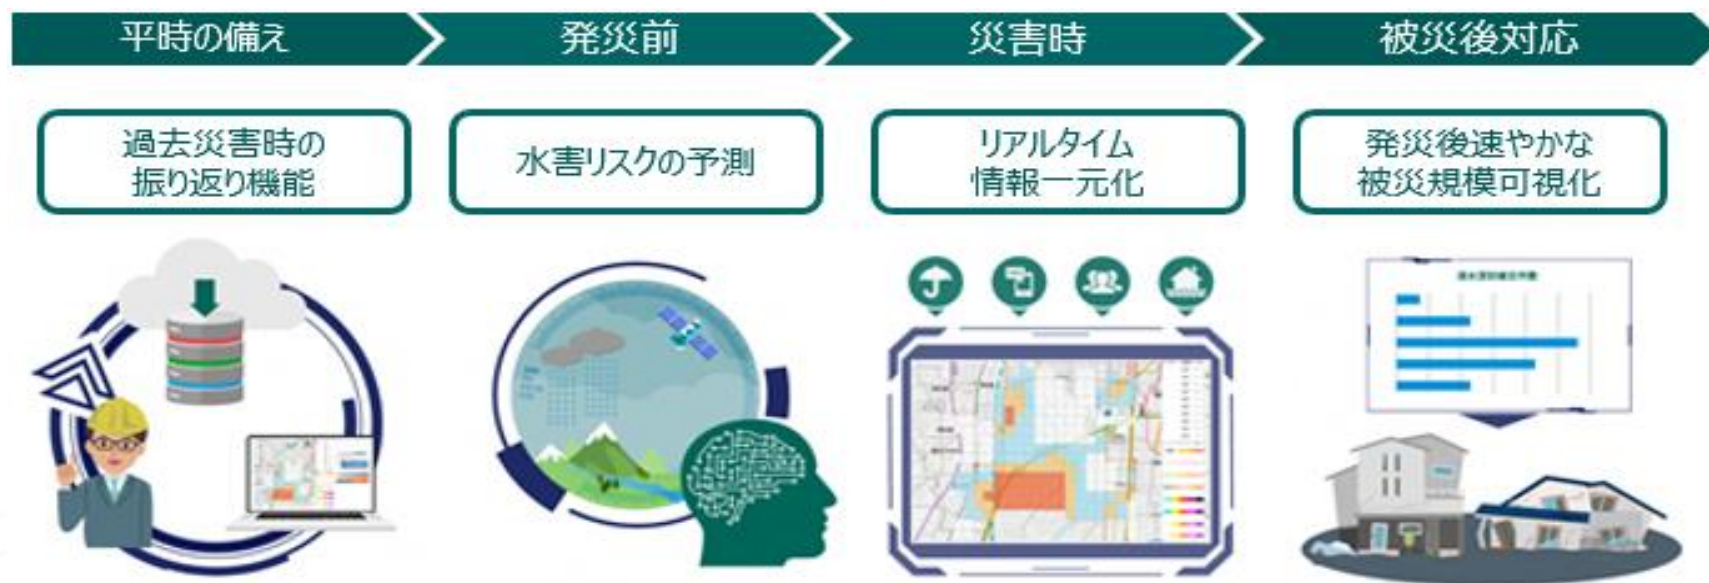 平時の備え
発災前
災害時
被災後対応
過去災害時の
振り返り機能
水害リスクの予測
リアルタイム
情報一元化
発災後速やかな
被災規模可視化